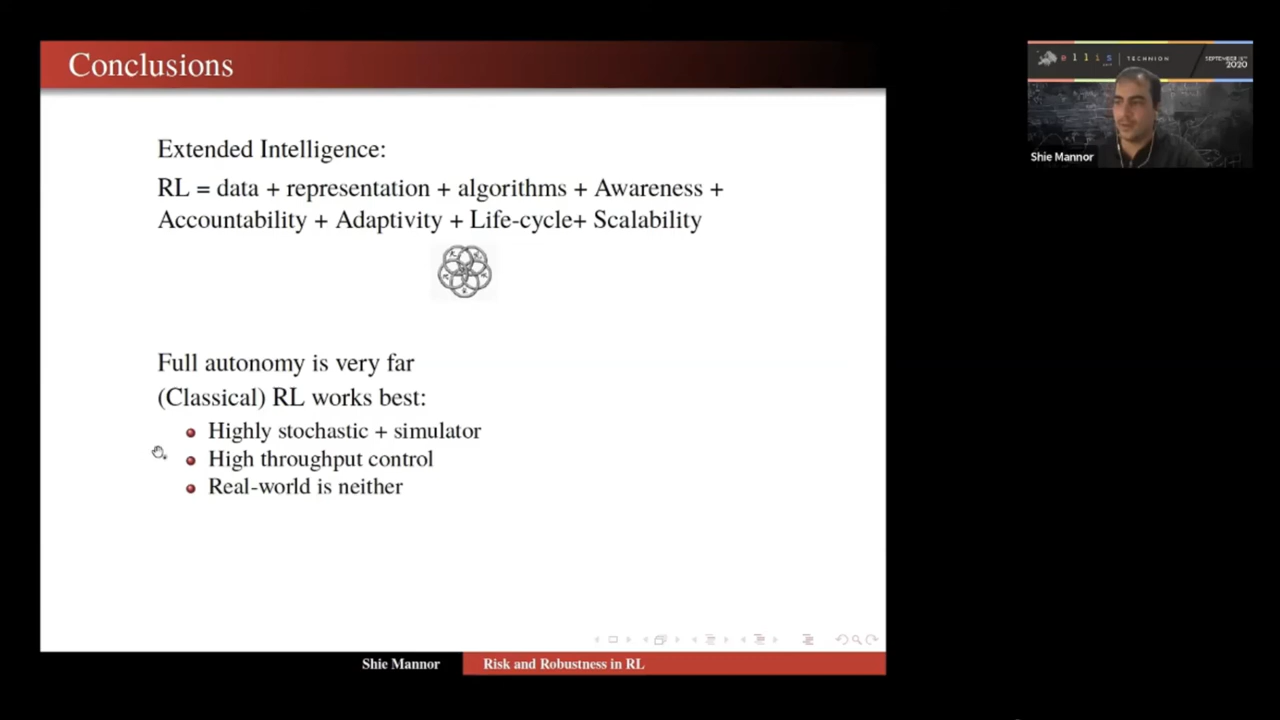 Conclusions
Extended Intelligence:
RL = data + representation + algorithms + Awareness +
Accountability + Adaptivity + Life-cycle+ Scalability
Full autonomy is very far
(Classical) RL works best:
Highly stochastic + simulator
High throughput control
Real-world is neither
Shie Mannor
Risk and Robustness in RL
ellis
TECHNION
2020
Shie Mannor